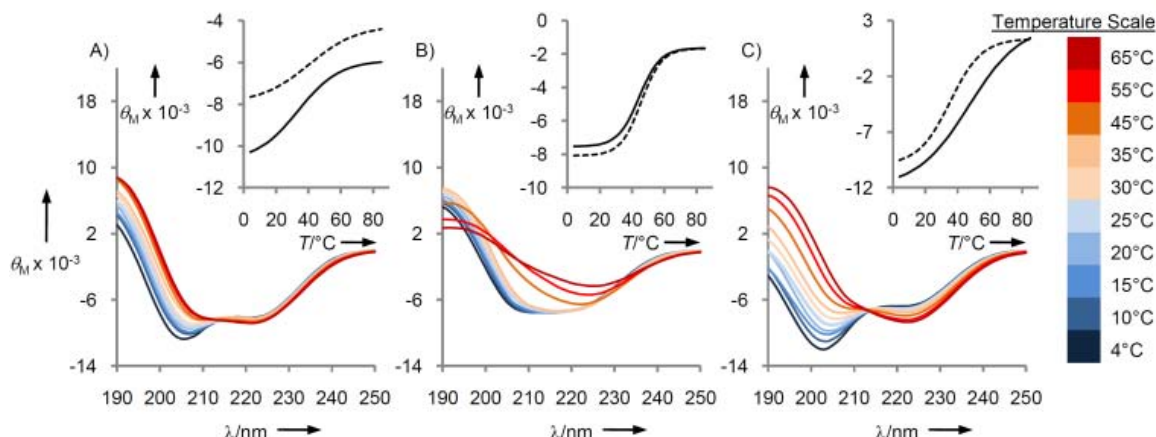 A)
θM x 10-3
18
10
2
-6
-14
190 200 210 220 230 240 250
λ/nm
-4
-6
-8
-10
-12
0 20 40 60 80
T/°C
θM x 10-3
B)
θM x 10-3
18
10
2
-6
-14
190 200 210 220 230 240 250
λ/nm
0
-2
-4
-6
-8
-10
0 20 40 60 80
T/°C
C)
θM x 10-3
18
10
2
-6
-14
190 200 210 220 230 240 250
λ/nm
3
-2
-7
-12
0 20 40 60 80
T/°C
Temperature Scale
65°C
55°C
45°C
35°C
30°C
25°C
20°C
15°C
10°C
4°C